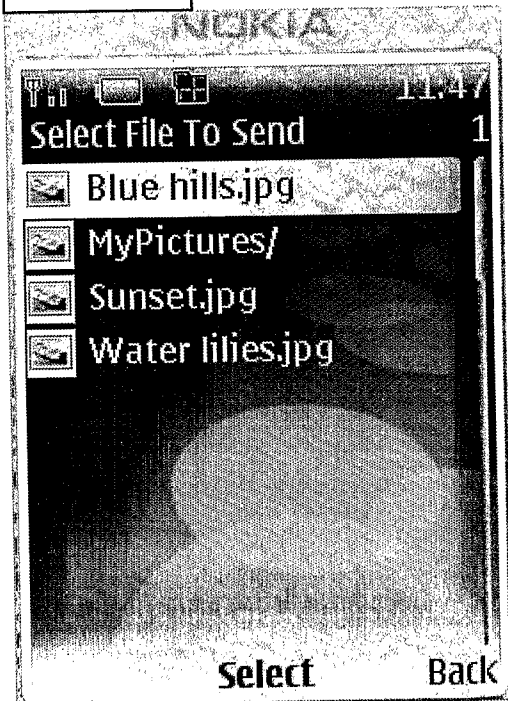 NOKIA
11.47
Select File To Send 1
Blue hills.jpg
MyPictures/
Sunset.jpg
Water lilies.jpg
Select Back